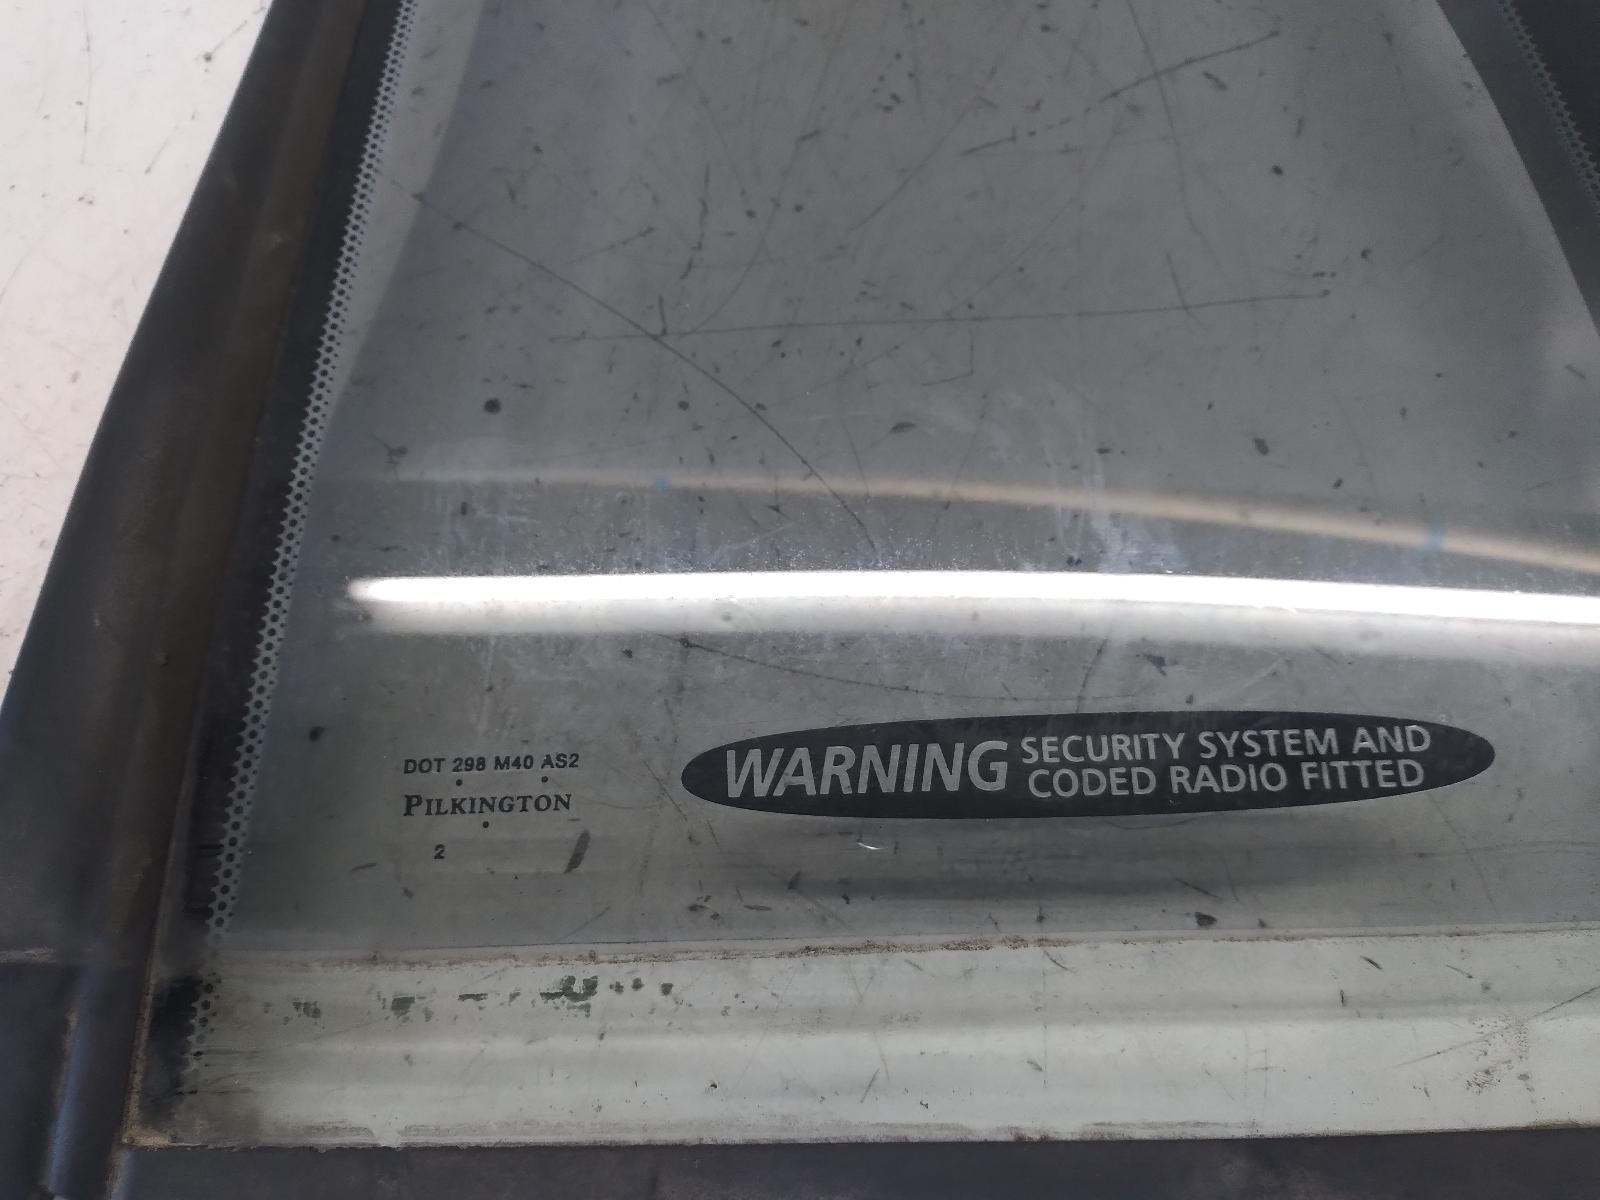 DOT 298 M40 AS2
PILKINGTON
2
WARNING SECURITY SYSTEM AND
CODED RADIO FITTED